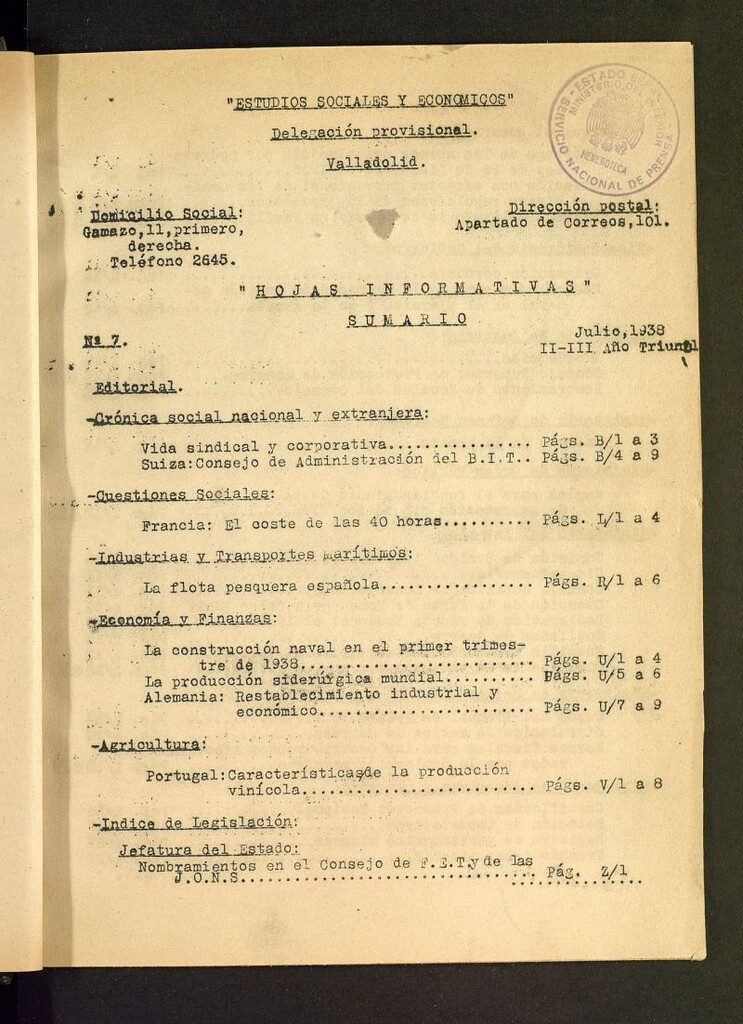 "ESTUDIOS SOCIALES Y ECONOMICOS"
Delegación provisional.
Valladolid.
ESTADO
MINISTERIO DEL INTERIOR
HEMEROTECA
SERVICIO NACIONAL DE PRENSA
Domicilio Social:
Gamazo,11,primero,
derecha.
Teléfono 2645.
Dirección postal:
Apartado de Correos,101.
"HOJAS INFORMATIVAS"
SUMARIO
Nº 7.
Julio,1938
II-III Año Triunfal
Editorial.
-Crónica social nacional y extranjera:
Vida sindical y corporativa................ Págs. B/1 a 3
Suiza:Consejo de Administración del B.I.T.. Págs. B/4 a 9
-Cuestiones Sociales:
Francia: El coste de las 40 horas.......... Págs. L/1 a 4
-Industrias y Transportes marítimos:
La flota pesquera española................. Págs. R/1 a 6
-Economía y Finanzas:
La construcción naval en el primer trimes-
tre de 1938.......................... Págs. U/1 a 4
La producción siderúrgica mundial.......... Págs. U/5 a 6
Alemania: Restablecimiento industrial y
económico........................ Págs. U/7 a 9
-Agricultura:
Portugal:Características de la producción
vinícola.......................... Págs. V/1 a 8
-Indice de Legislación:
Jefatura del Estado:
Nombramientos en el Consejo de F.E.T.y de las
J.O.N.S................................. Pág. Z/1